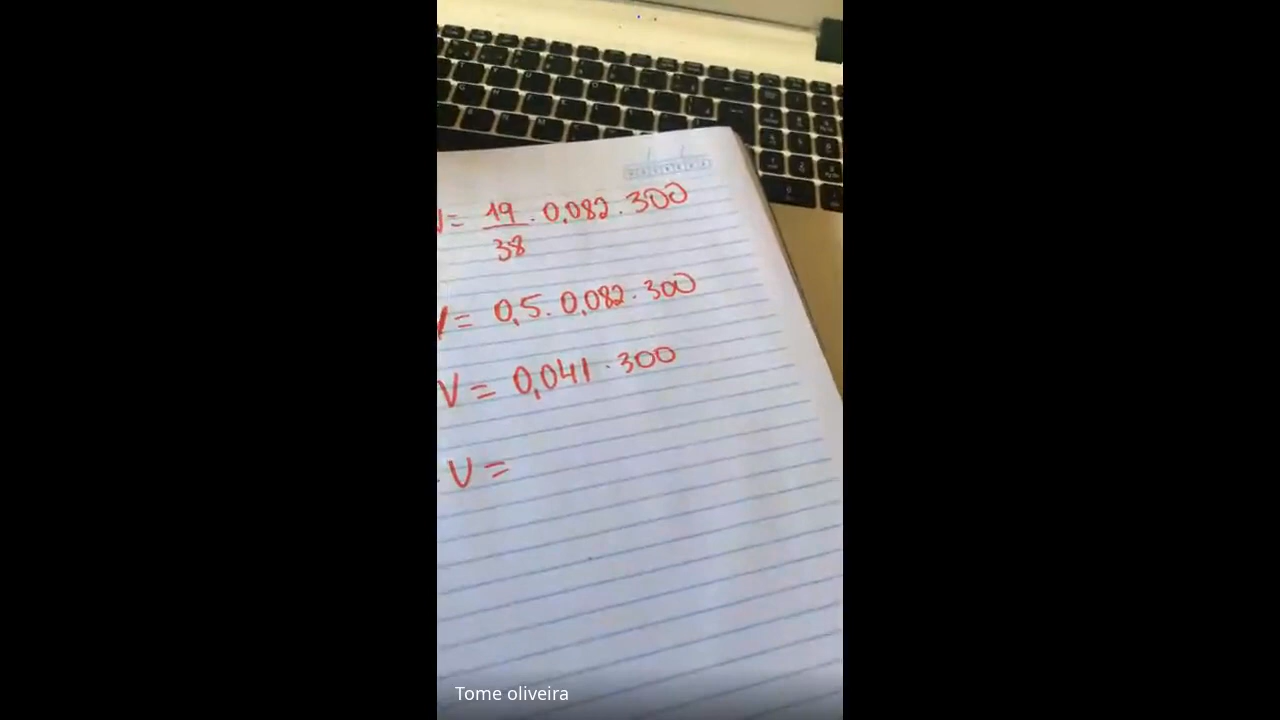 V = 19/38 . 0,082 . 300
V = 0,5 . 0,082 . 300
V = 0,041 . 300
V =
Tome oliveira